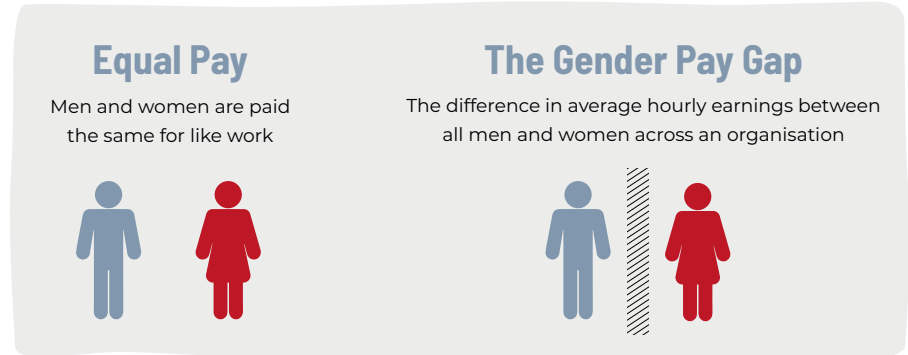 Equal Pay
Men and women are paid
the same for like work
The Gender Pay Gap
The difference in average hourly earnings between
all men and women across an organisation